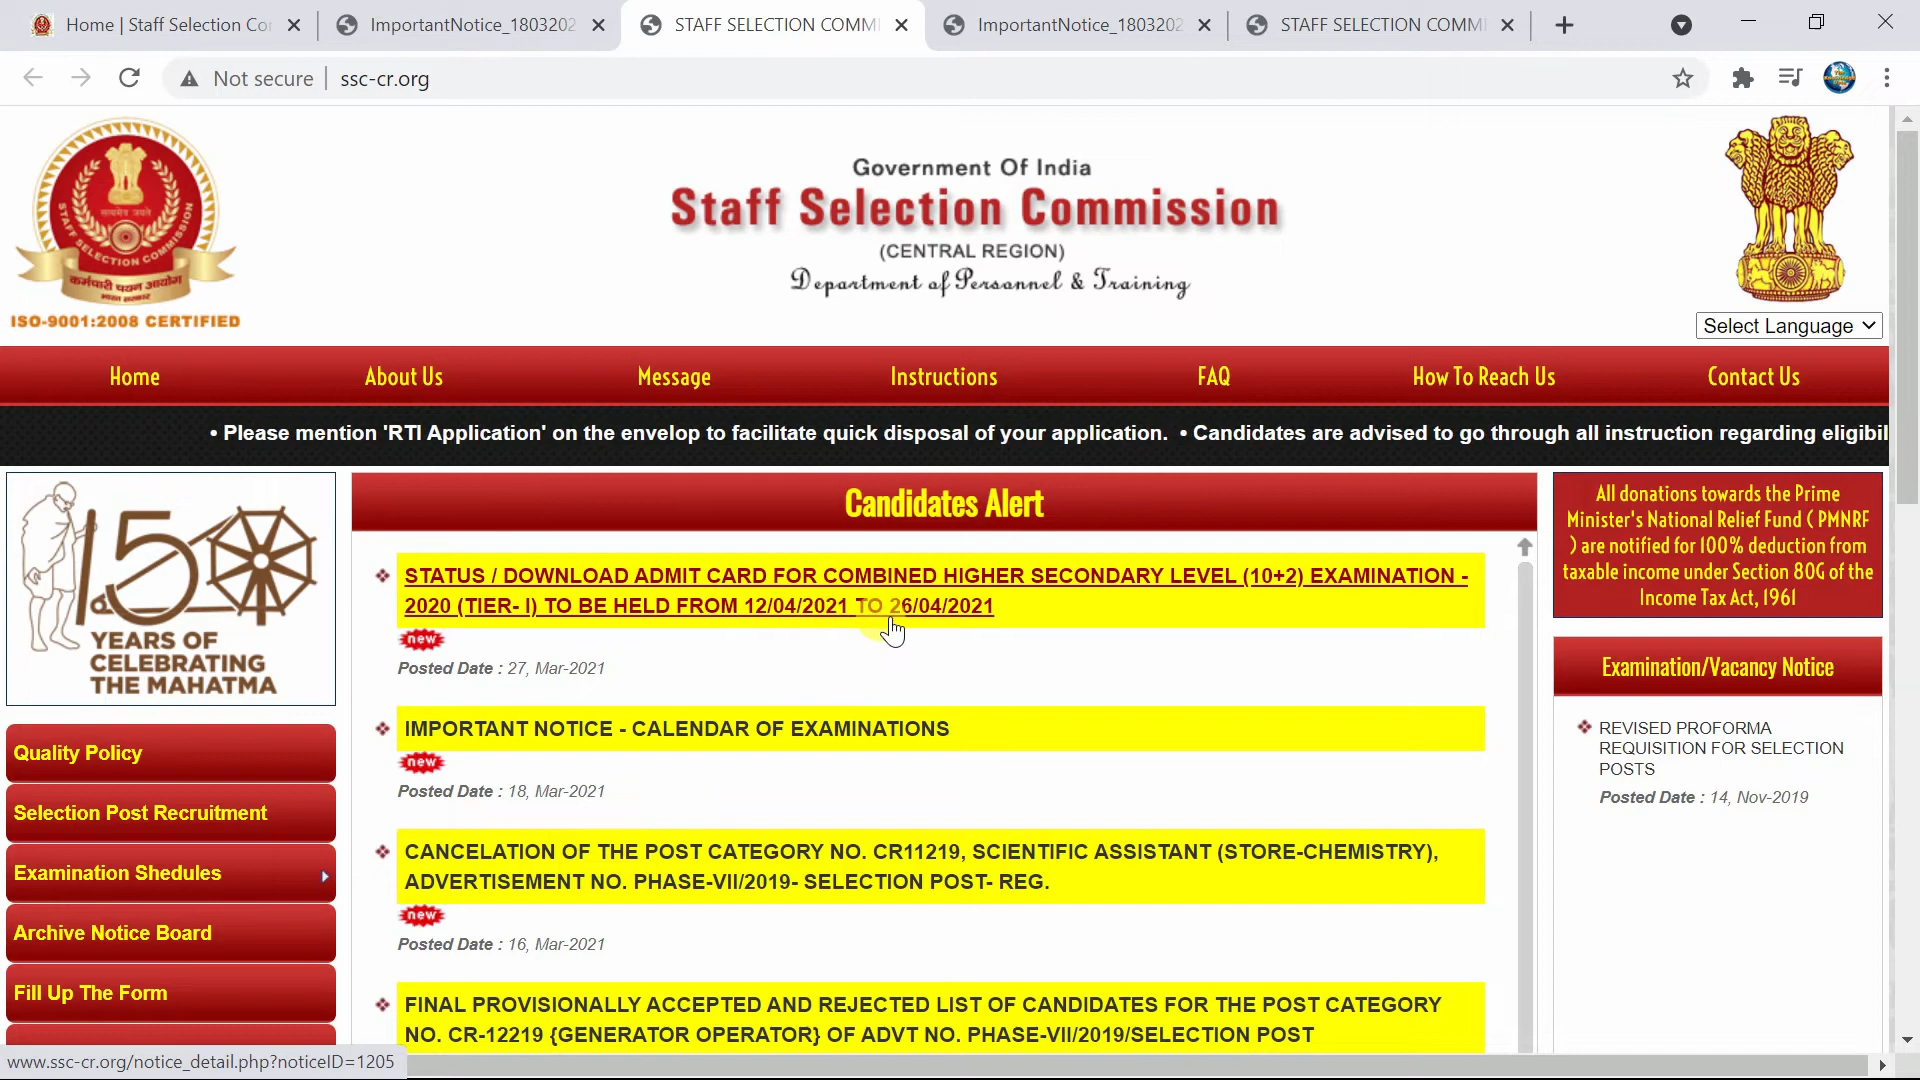 Home | Staff Selection Co
ImportantNotice_1803202
STAFF SELECTION COMM
ImportantNotice_1803202
STAFF SELECTION COMM
Not secure
ssc-cr.org
STAFF SELECTION COMMISSION
सत्यमेव जयते
कर्मचारी चयन आयोग
भारत सरकार
ISO-9001:2008 CERTIFIED
Government Of India
Staff Selection Commission
(CENTRAL REGION)
Department of Personnel & Training
Select Language
Home
About Us
Message
Instructions
FAQ
How To Reach Us
Contact Us
• Please mention 'RTI Application' on the envelop to facilitate quick disposal of your application. • Candidates are advised to go through all instruction regarding eligibil
150
YEARS OF
CELEBRATING
THE MAHATMA
Quality Policy
Selection Post Recruitment
Examination Shedules
Archive Notice Board
Fill Up The Form
Candidates Alert
STATUS / DOWNLOAD ADMIT CARD FOR COMBINED HIGHER SECONDARY LEVEL (10+2) EXAMINATION -
2020 (TIER- I) TO BE HELD FROM 12/04/2021 TO 26/04/2021
new
Posted Date : 27, Mar-2021
IMPORTANT NOTICE - CALENDAR OF EXAMINATIONS
new
Posted Date : 18, Mar-2021
CANCELATION OF THE POST CATEGORY NO. CR11219, SCIENTIFIC ASSISTANT (STORE-CHEMISTRY),
ADVERTISEMENT NO. PHASE-VII/2019- SELECTION POST- REG.
new
Posted Date : 16, Mar-2021
FINAL PROVISIONALLY ACCEPTED AND REJECTED LIST OF CANDIDATES FOR THE POST CATEGORY
NO. CR-12219 {GENERATOR OPERATOR} OF ADVT NO. PHASE-VII/2019/SELECTION POST
All donations towards the Prime
Minister's National Relief Fund ( PMNRF
) are notified for 100% deduction from
taxable income under Section 80G of the
Income Tax Act, 1961
Examination/Vacancy Notice
REVISED PROFORMA
REQUISITION FOR SELECTION
POSTS
Posted Date : 14, Nov-2019
www.ssc-cr.org/notice_detail.php?noticeID=1205